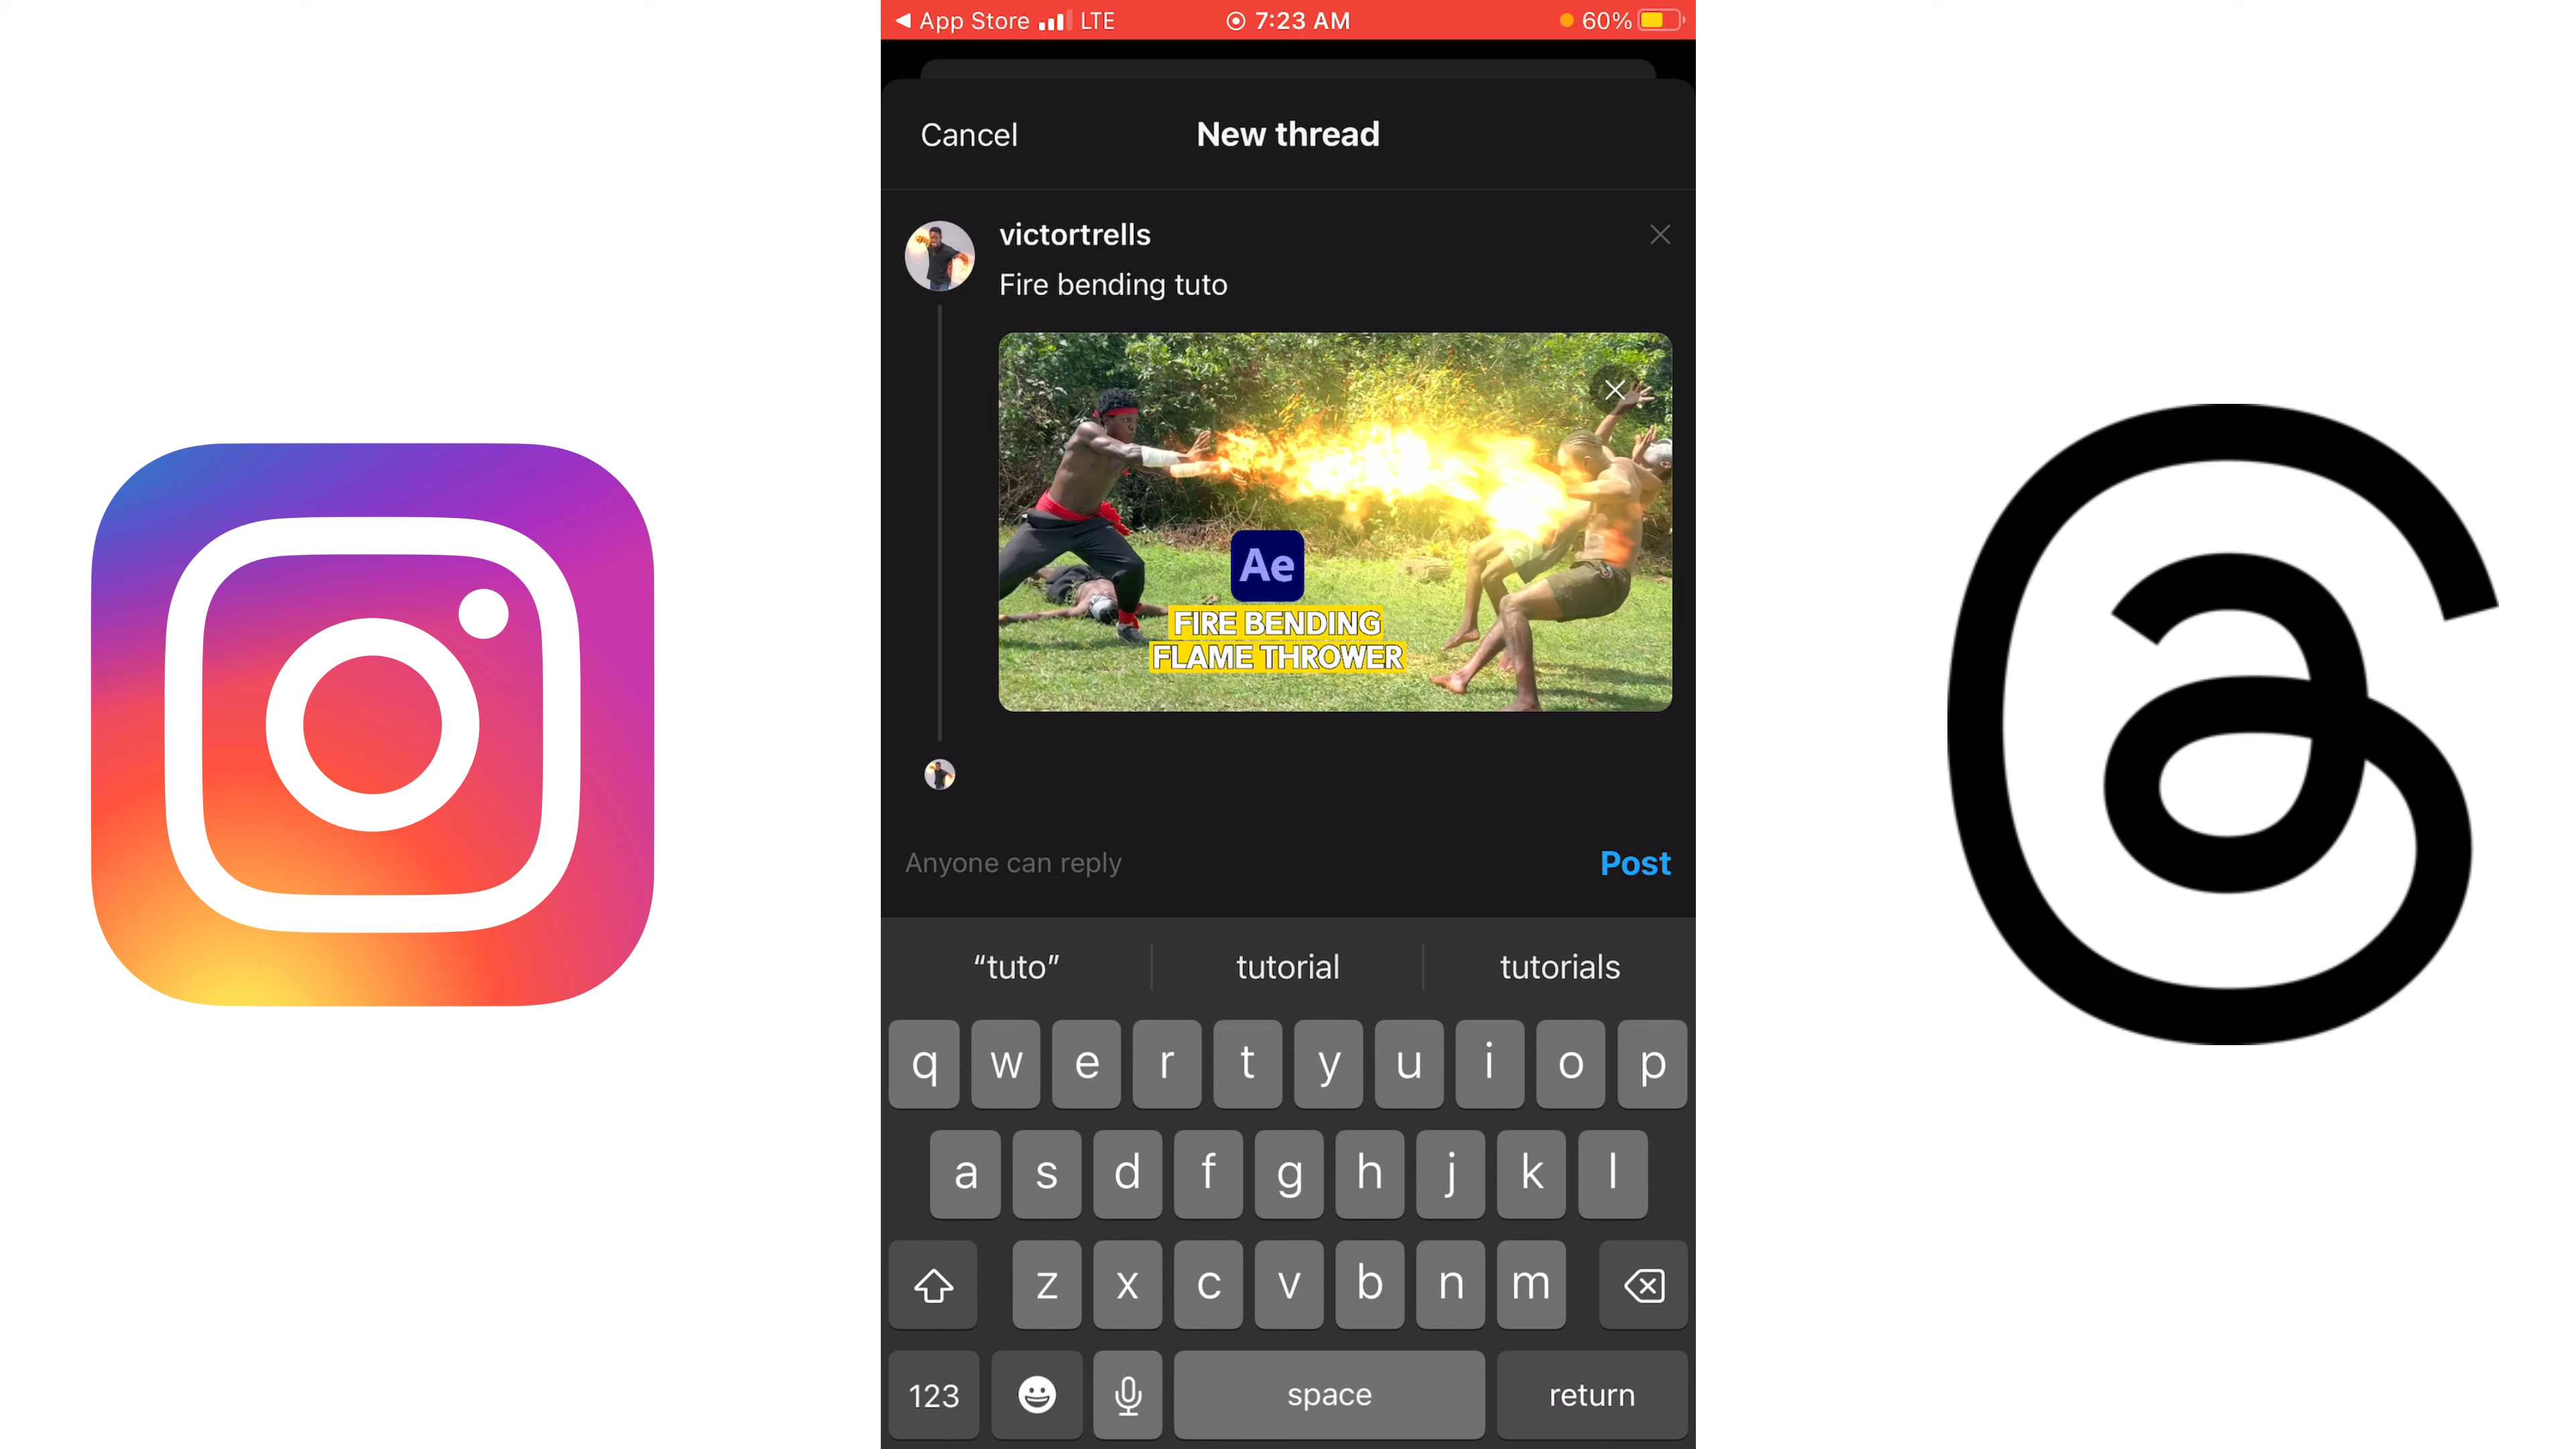 App Store LTE 7:23 AM 60%
Cancel New thread
victortrells
Fire bending tuto
Ae
FIRE BENDING
FLAME THROWER
Anyone can reply Post
“tuto” tutorial tutorials
q w e r t y u i o p
a s d f g h j k l
z x c v b n m
123 space return